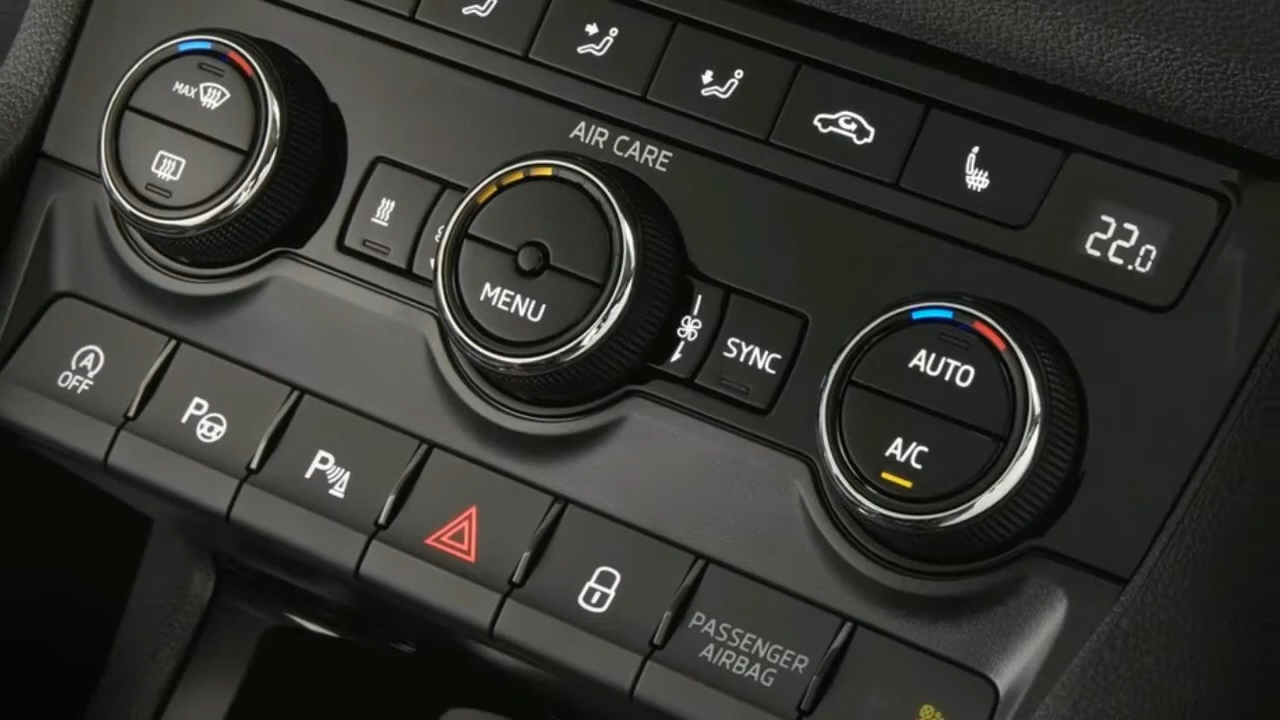 MAX
AIR CARE
22.0
MENU
SYNC
AUTO
A/C
A
OFF
P
P
PASSENGER
AIRBAG